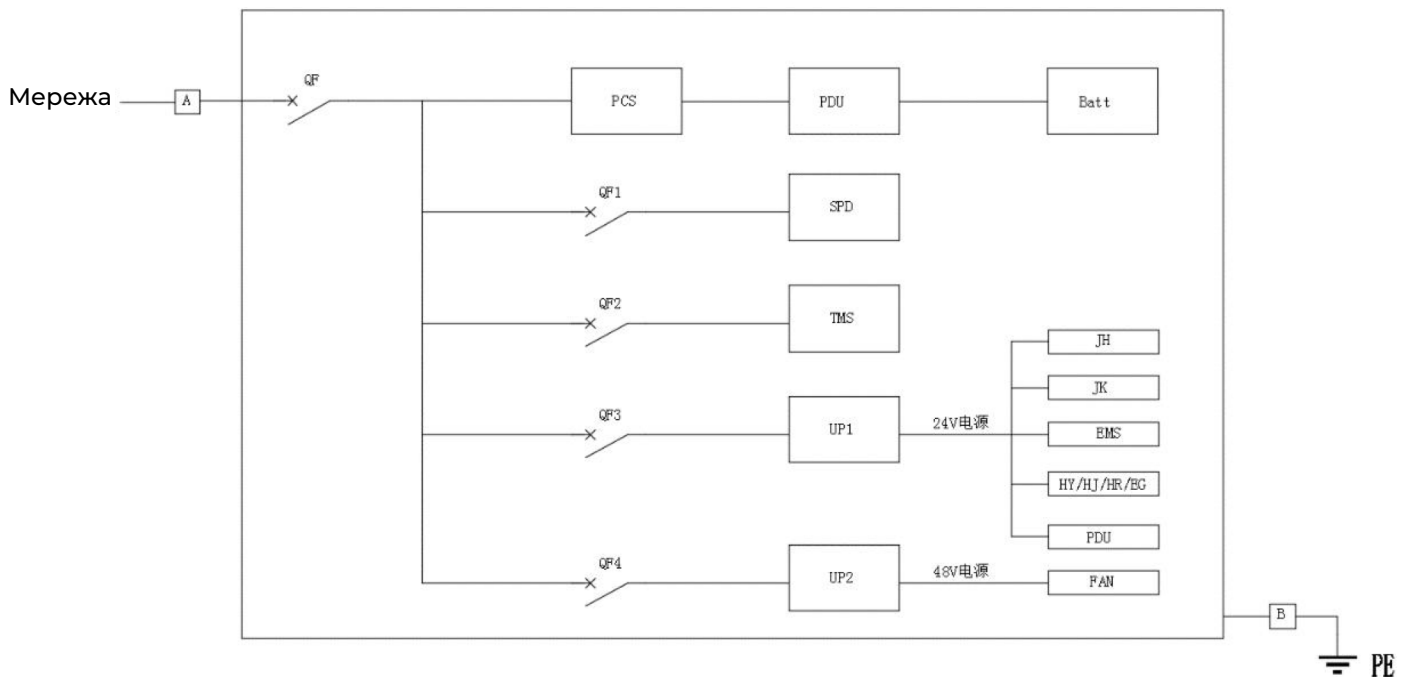 QF
Мережа
A
PCS
PDU
Batt
QF1
SPD
QF2
TMS
JH
JK
QF3
UP1
24V电源
EMS
HY/HJ/HR/EG
PDU
QF4
UP2
48V电源
FAN
B
PE